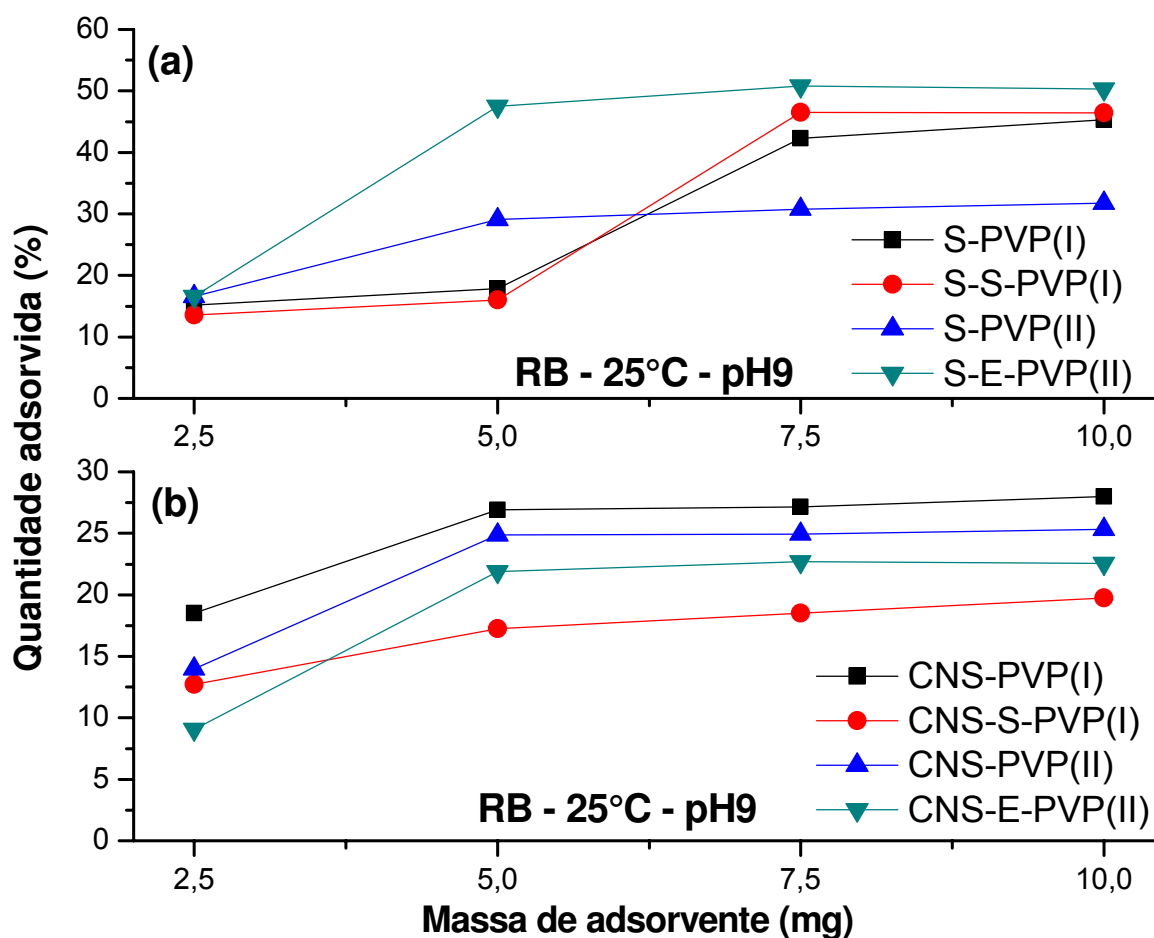 Quantidade adsorvida (%)
(a)
60
50
40
30
20
10
0
S-PVP(I)
S-S-PVP(I)
S-PVP(II)
S-E-PVP(II)
RB - 25°C - pH9
2,5 5,0 7,5 10,0
(b)
30
25
20
15
10
5
0
CNS-PVP(I)
CNS-S-PVP(I)
CNS-PVP(II)
CNS-E-PVP(II)
RB - 25°C - pH9
2,5 5,0 7,5 10,0
Massa de adsorvente (mg)